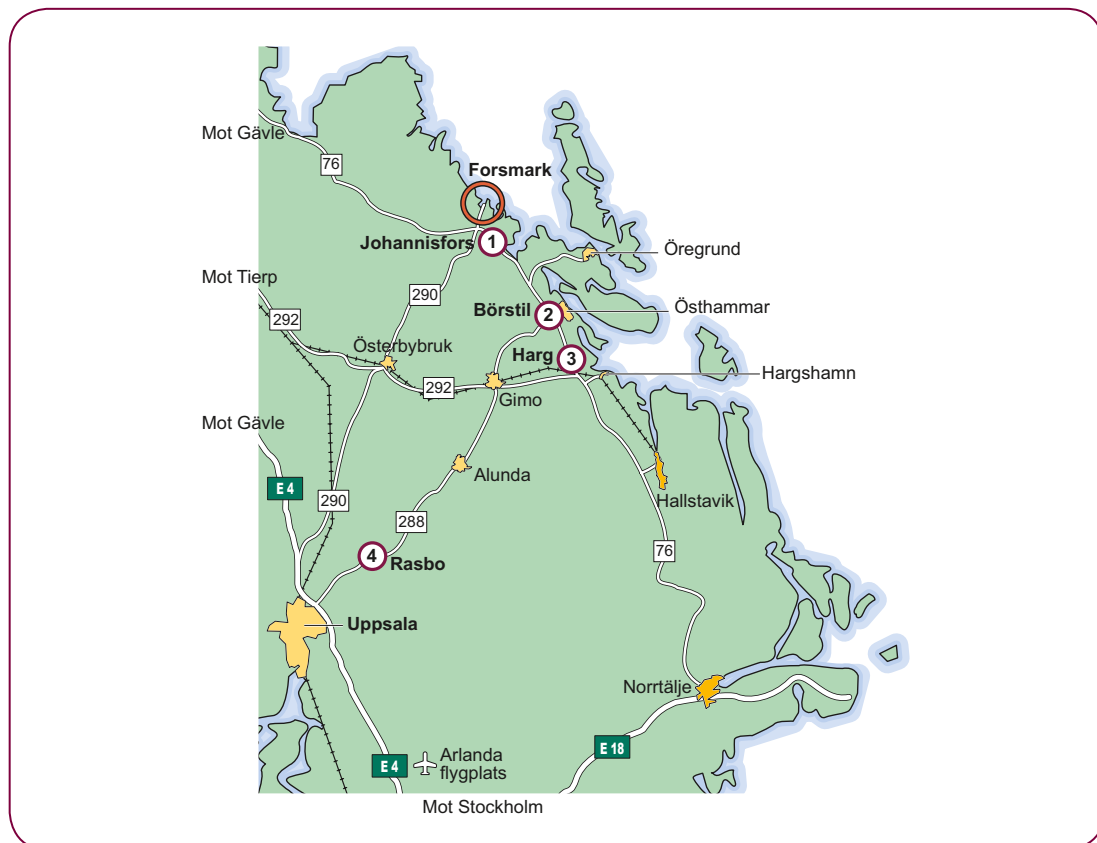 Mot Gävle
76
Forsmark
Johannisfors
1
Öregrund
Mot Tierp
290
292
Börstil
2
Östhammar
Österbybruk
Harg
3
Hargshamn
292
Gimo
Mot Gävle
Alunda
Hallstavik
E 4
290
288
4
Rasbo
76
Uppsala
Norrtälje
E 18
E 4
Arlanda
flygplats
Mot Stockholm